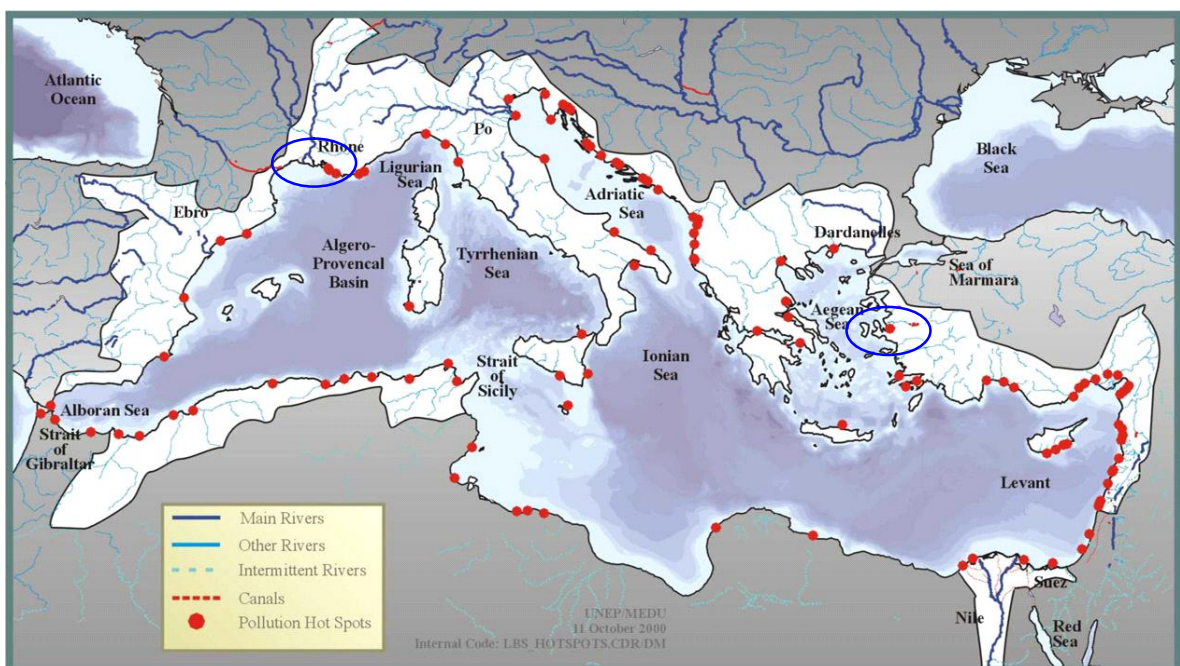 Atlantic
Ocean
Rhone
Po
Ligurian
Sea
Adriatic
Sea
Black
Sea
Ebro
Algero-
Provencal
Basin
Tyrrhenian
Sea
Dardanelles
Sea of
Marmara
Aegean
Sea
Ionian
Sea
Strait
of
Sicily
Alboran Sea
Strait
of
Gibraltar
Levant
Suez
Nile
Red
Sea
Main Rivers
Other Rivers
Intermittent Rivers
Canals
Pollution Hot Spots
UNEP/MEDU
11 October 2000
Internal Code: LBS_HOTSPOTS.CDR/DM